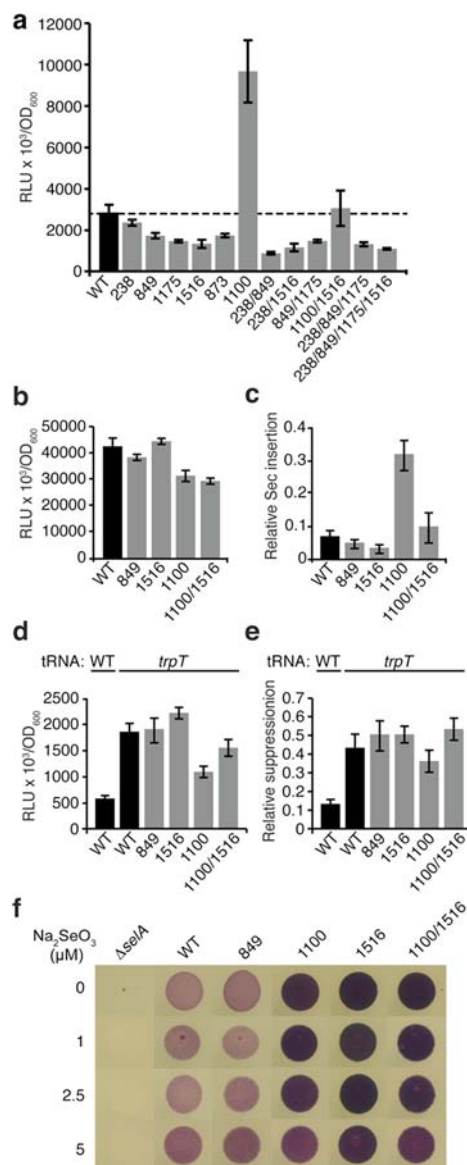 a
RLU x 10³/OD₆₀₀
12000
10000
8000
6000
4000
2000
0
WT 238 849 1175 1516 873 1100 238/849 238/1516 849/1175 1100/1516 238/849/1175 238/849/1175/1516
b
RLU x 10³/OD₆₀₀
50000
40000
30000
20000
10000
0
WT 849 1516 1100 1100/1516
c
Relative Sec insertion
0.4
0.3
0.2
0.1
0
WT 849 1516 1100 1100/1516
d
tRNA: WT trpT
RLU x 10³/OD₆₀₀
2500
2000
1500
1000
500
0
WT WT 849 1516 1100 1100/1516
e
tRNA: WT trpT
Relative suppressionion
0.7
0.6
0.5
0.4
0.3
0.2
0.1
0
WT WT 849 1516 1100 1100/1516
f
Na₂SeO₃
(µM) ΔselA WT 849 1100 1516 1100/1516
0
1
2.5
5